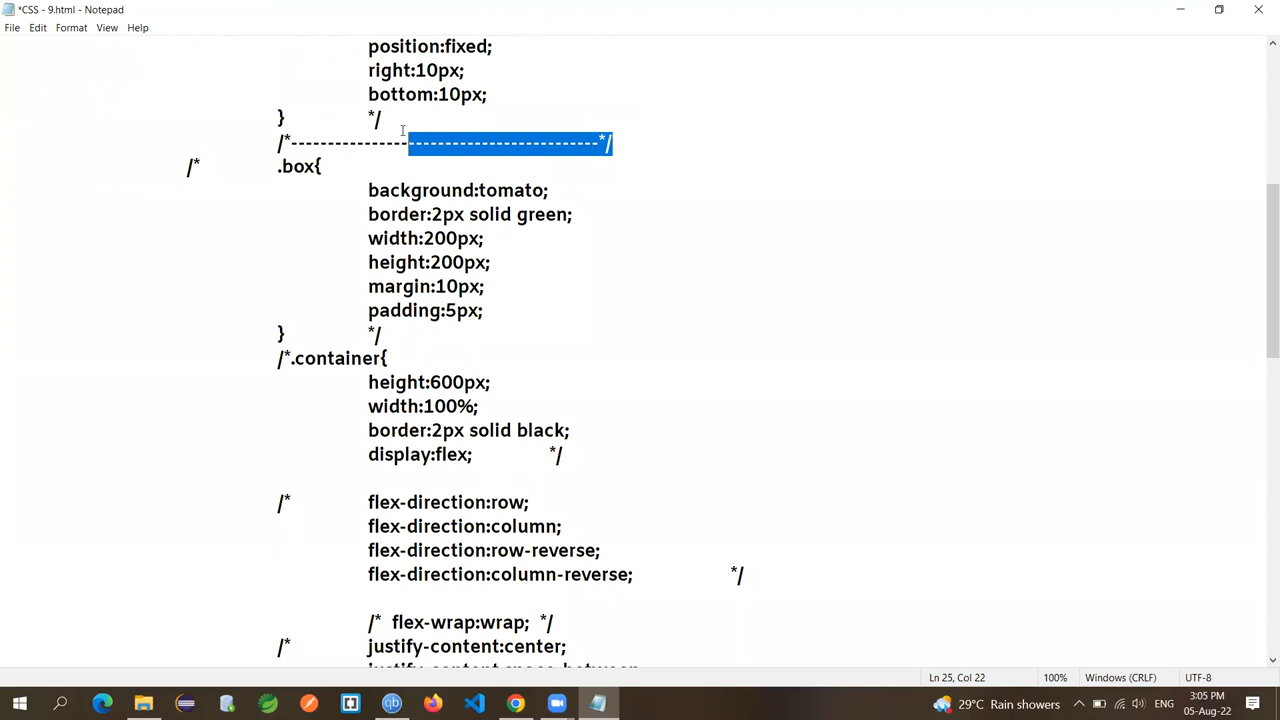 *CSS - 9.html - Notepad
File Edit Format View Help
position:fixed;
right:10px;
bottom:10px;
} */
/*------------------------------------------*/
/* .box{
background:tomato;
border:2px solid green;
width:200px;
height:200px;
margin:10px;
padding:5px;
} */
/*.container{
height:600px;
width:100%;
border:2px solid black;
display:flex; */
/* flex-direction:row;
flex-direction:column;
flex-direction:row-reverse;
flex-direction:column-reverse; */
/* flex-wrap:wrap; */
/* justify-content:center;
Ln 25, Col 22 100% Windows (CRLF) UTF-8
29°C Rain showers ENG 3:05 PM
05-Aug-22